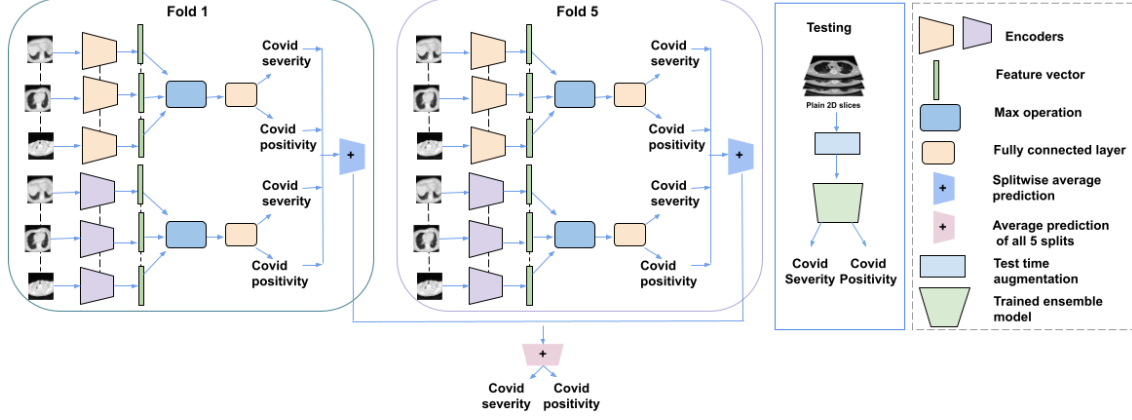 Fold 1
Covid
severity
Covid
positivity
+
Covid
severity
Covid
positivity
Fold 5
Covid
severity
Covid
positivity
+
Covid
severity
Covid
positivity
+
Covid
severity
Covid
positivity
Testing
Plain 2D slices
Covid
Severity
Covid
Positivity
Encoders
Feature vector
Max operation
Fully connected layer
+
Splitwise average
prediction
+
Average prediction
of all 5 splits
Test time
augmentation
Trained ensemble
model